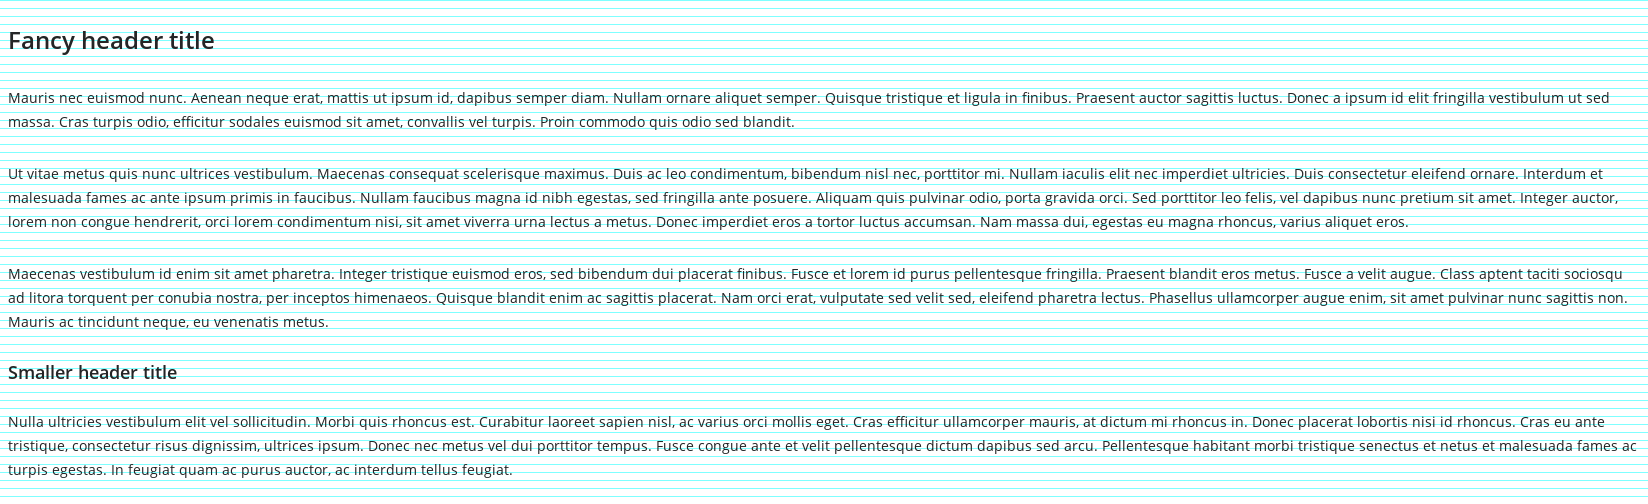 Fancy header title
Mauris nec euismod nunc. Aenean neque erat, mattis ut ipsum id, dapibus semper diam. Nullam ornare aliquet semper. Quisque tristique et ligula in finibus. Praesent auctor sagittis luctus. Donec a ipsum id elit fringilla vestibulum ut sed
massa. Cras turpis odio, efficitur sodales euismod sit amet, convallis vel turpis. Proin commodo quis odio sed blandit.
Ut vitae metus quis nunc ultrices vestibulum. Maecenas consequat scelerisque maximus. Duis ac leo condimentum, bibendum nisl nec, porttitor mi. Nullam iaculis elit nec imperdiet ultricies. Duis consectetur eleifend ornare. Interdum et
malesuada fames ac ante ipsum primis in faucibus. Nullam faucibus magna id nibh egestas, sed fringilla ante posuere. Aliquam quis pulvinar odio, porta gravida orci. Sed porttitor leo felis, vel dapibus nunc pretium sit amet. Integer auctor,
lorem non congue hendrerit, orci lorem condimentum nisi, sit amet viverra urna lectus a metus. Donec imperdiet eros a tortor luctus accumsan. Nam massa dui, egestas eu magna rhoncus, varius aliquet eros.
Maecenas vestibulum id enim sit amet pharetra. Integer tristique euismod eros, sed bibendum dui placerat finibus. Fusce et lorem id purus pellentesque fringilla. Praesent blandit eros metus. Fusce a velit augue. Class aptent taciti sociosqu
ad litora torquent per conubia nostra, per inceptos himenaeos. Quisque blandit enim ac sagittis placerat. Nam orci erat, vulputate sed velit sed, eleifend pharetra lectus. Phasellus ullamcorper augue enim, sit amet pulvinar nunc sagittis non.
Mauris ac tincidunt neque, eu venenatis metus.
Smaller header title
Nulla ultricies vestibulum elit vel sollicitudin. Morbi quis rhoncus est. Curabitur laoreet sapien nisl, ac varius orci mollis eget. Cras efficitur ullamcorper mauris, at dictum mi rhoncus in. Donec placerat lobortis nisi id rhoncus. Cras eu ante
tristique, consectetur risus dignissim, ultrices ipsum. Donec nec metus vel dui porttitor tempus. Fusce congue ante et velit pellentesque dictum dapibus sed arcu. Pellentesque habitant morbi tristique senectus et netus et malesuada fames ac
turpis egestas. In feugiat quam ac purus auctor, ac interdum tellus feugiat.